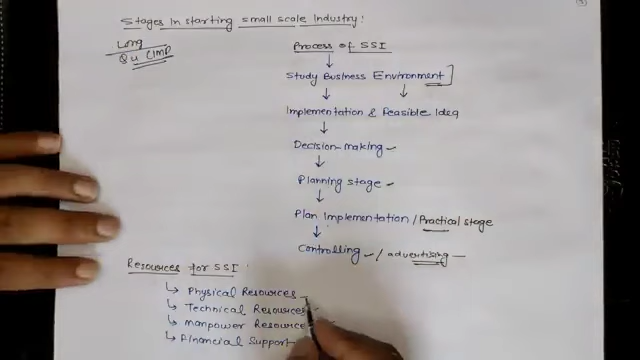 Stages In starting small scale Industry:
Long
Qu (IMP
Process of SSI
Study Business Environment
Implementation & Feasible Idea
Decision-making
Planning stage
Plan Implementation / Practical stage
Controlling / advertising
Resources for SSI:
Physical Resources
Technical Resources
manpower Resource
Financial Support